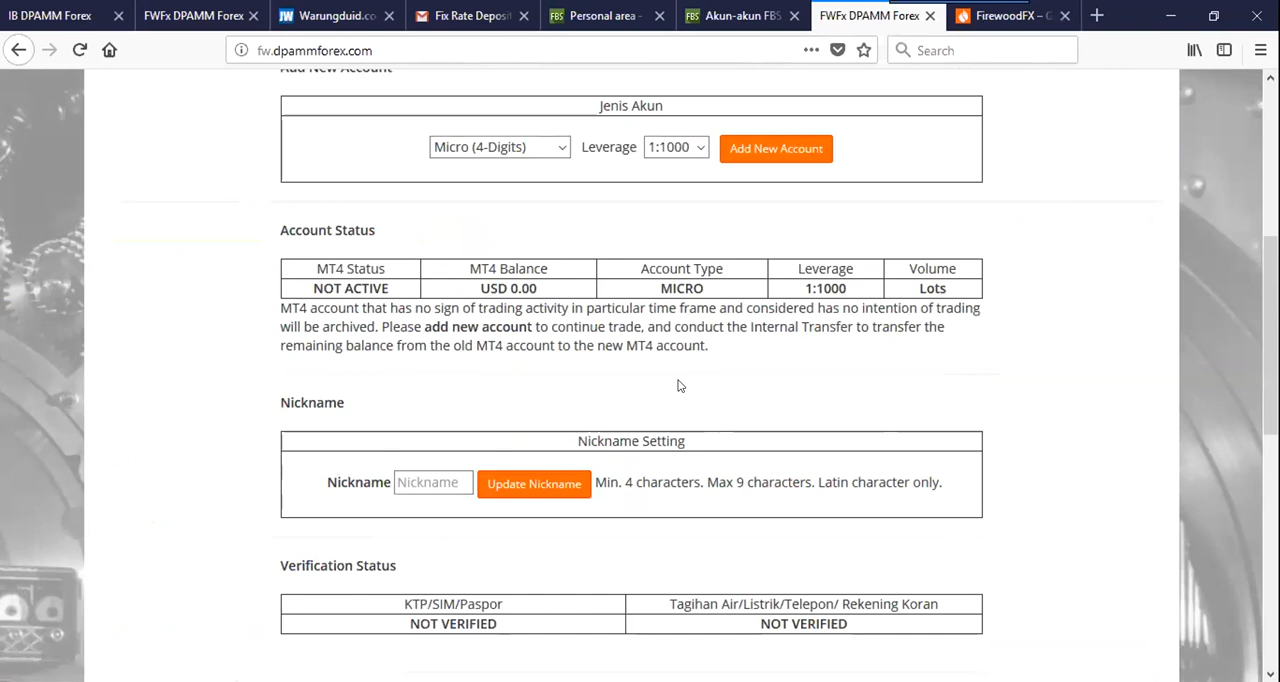 IB DPAMM Forex
FWFx DPAMM Forex
Warungduid.co
Fix Rate Deposi
Personal area -
Akun-akun FBS
FWFx DPAMM Forex
FirewoodFX – G
fw.dpammforex.com
Search
Add New Account
Jenis Akun
Micro (4-Digits) Leverage 1:1000 Add New Account
Account Status
MT4 Status MT4 Balance Account Type Leverage Volume
NOT ACTIVE USD 0.00 MICRO 1:1000 Lots
MT4 account that has no sign of trading activity in particular time frame and considered has no intention of trading
will be archived. Please add new account to continue trade, and conduct the Internal Transfer to transfer the
remaining balance from the old MT4 account to the new MT4 account.
Nickname
Nickname Setting
Nickname Nickname Update Nickname Min. 4 characters. Max 9 characters. Latin character only.
Verification Status
KTP/SIM/Paspor Tagihan Air/Listrik/Telepon/ Rekening Koran
NOT VERIFIED NOT VERIFIED